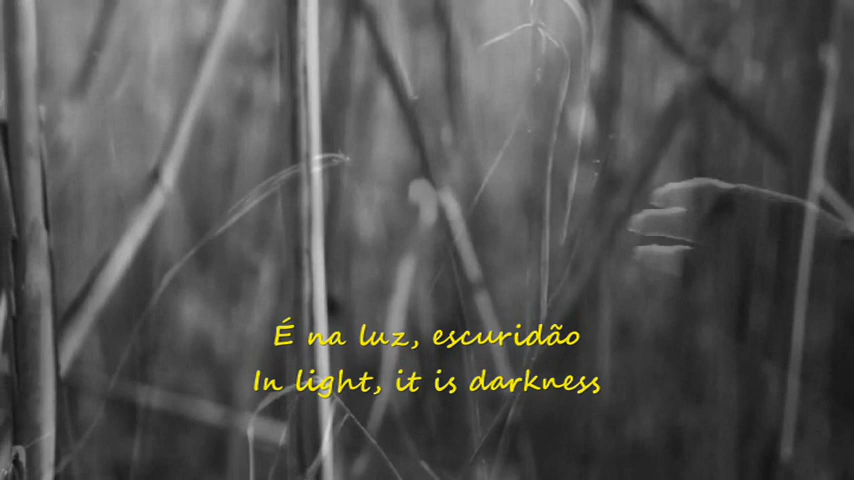 É na luz, escuridão
In light, it is darkness